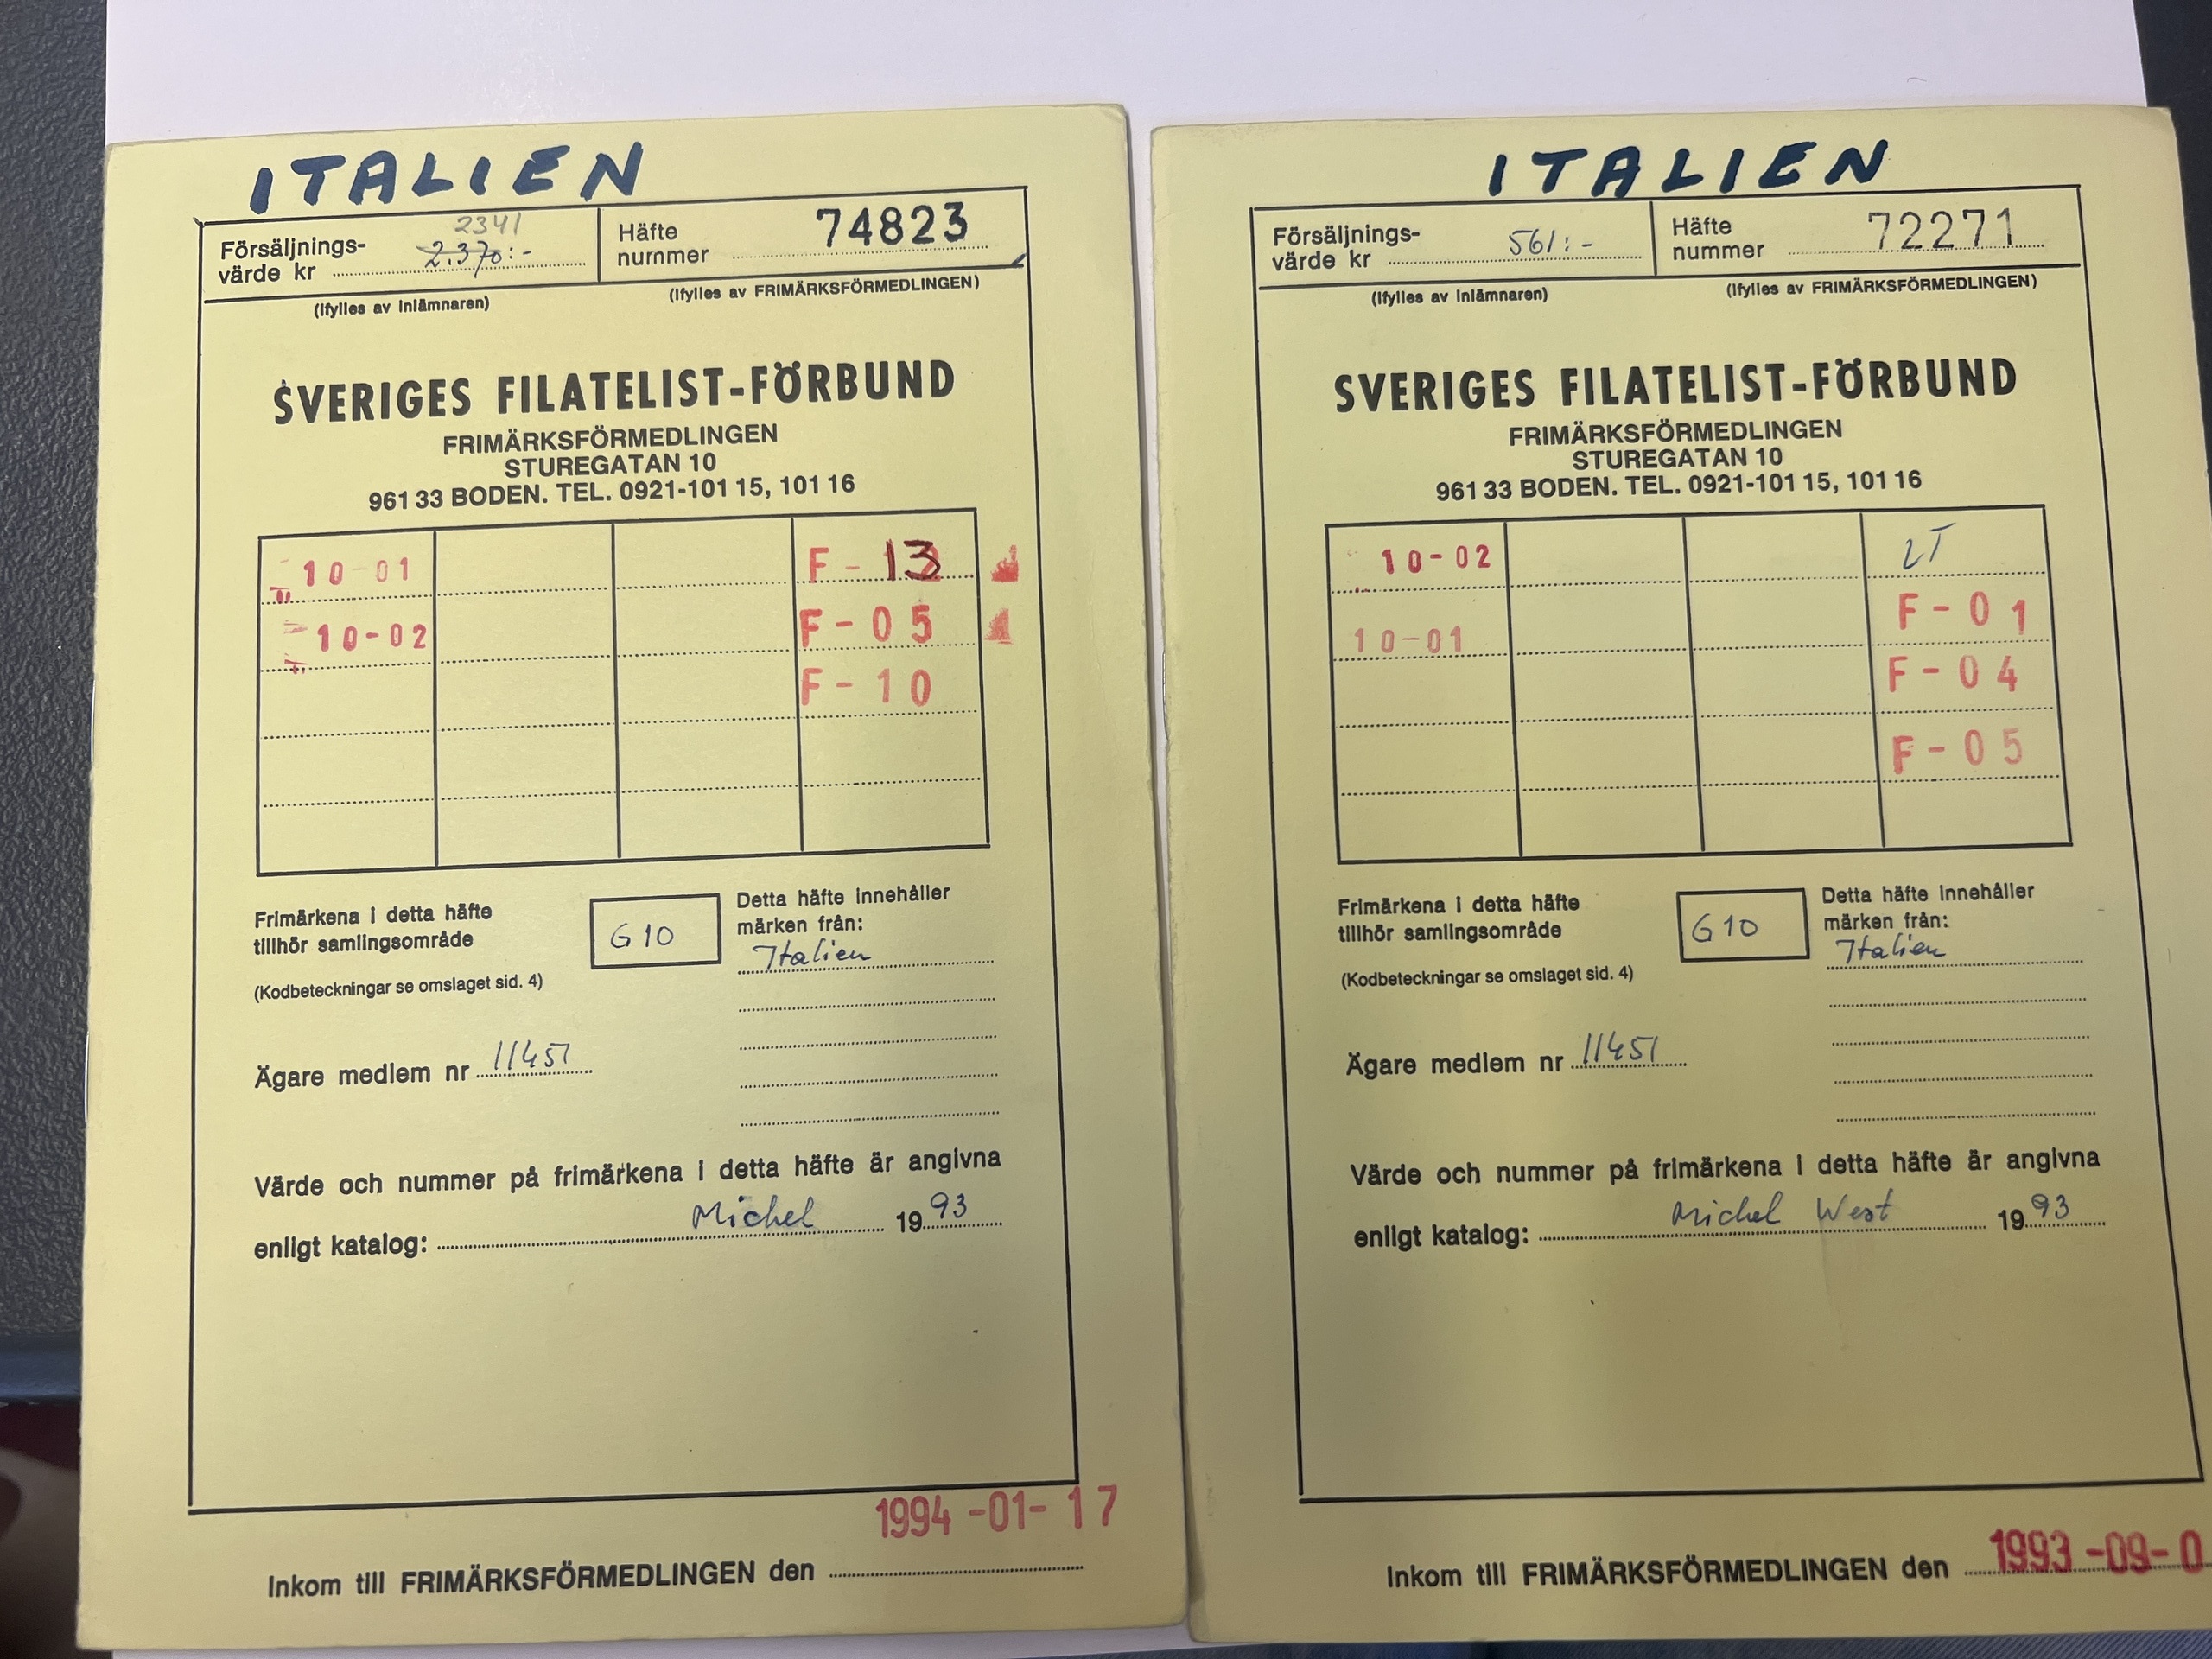 ITALIEN
2341
Försäljnings-
värde kr 2.370:-
Häfte
nummer 74823
(Ifylles av inlämnaren)
(Ifylles av FRIMÄRKSFÖRMEDLINGEN)
SVERIGES FILATELIST-FÖRBUND
FRIMÄRKSFÖRMEDLINGEN
STUREGATAN 10
961 33 BODEN. TEL. 0921-101 15, 101 16
10-01
F-13
10-02
F-05
F-10
Frimärkena i detta häfte
tillhör samlingsområde
G10
(Kodbeteckningar se omslaget sid. 4)
Detta häfte innehåller
märken från:
Italien
Ägare medlem nr 11451
Värde och nummer på frimärkena i detta häfte är angivna
enligt katalog: Michel 1993
1994-01-17
Inkom till FRIMÄRKSFÖRMEDLINGEN den
ITALIEN
Försäljnings-
värde kr 561:-
Häfte
nummer 72271
(Ifylles av inlämnaren)
(Ifylles av FRIMÄRKSFÖRMEDLINGEN)
SVERIGES FILATELIST-FÖRBUND
FRIMÄRKSFÖRMEDLINGEN
STUREGATAN 10
961 33 BODEN. TEL. 0921-101 15, 101 16
10-02
LT
10-01
F-01
F-04
F-05
Frimärkena i detta häfte
tillhör samlingsområde
G10
(Kodbeteckningar se omslaget sid. 4)
Detta häfte innehåller
märken från:
Italien
Ägare medlem nr 11451
Värde och nummer på frimärkena i detta häfte är angivna
enligt katalog: Michel West 1993
Inkom till FRIMÄRKSFÖRMEDLINGEN den 1993-09-0